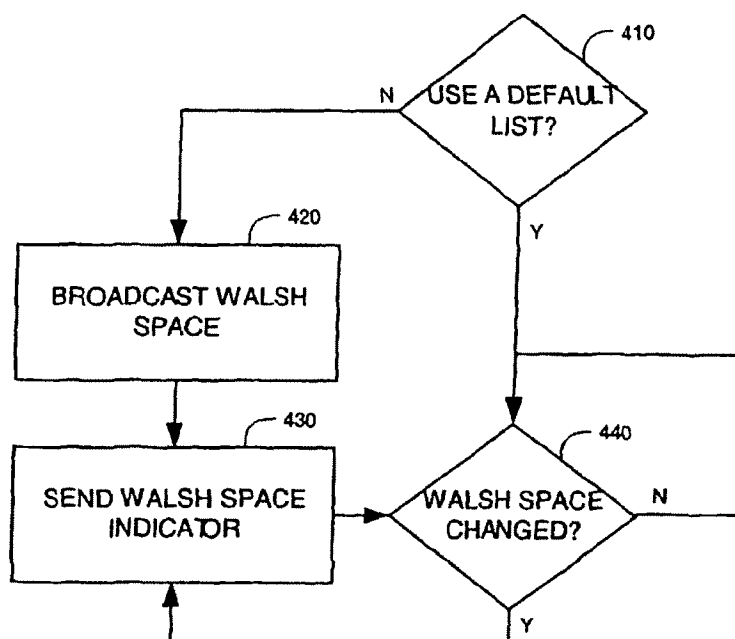 410
USE A DEFAULT
LIST?
N
Y
420
BROADCAST WALSH
SPACE
430
SEND WALSH SPACE
INDICATOR
440
WALSH SPACE
CHANGED?
N
Y